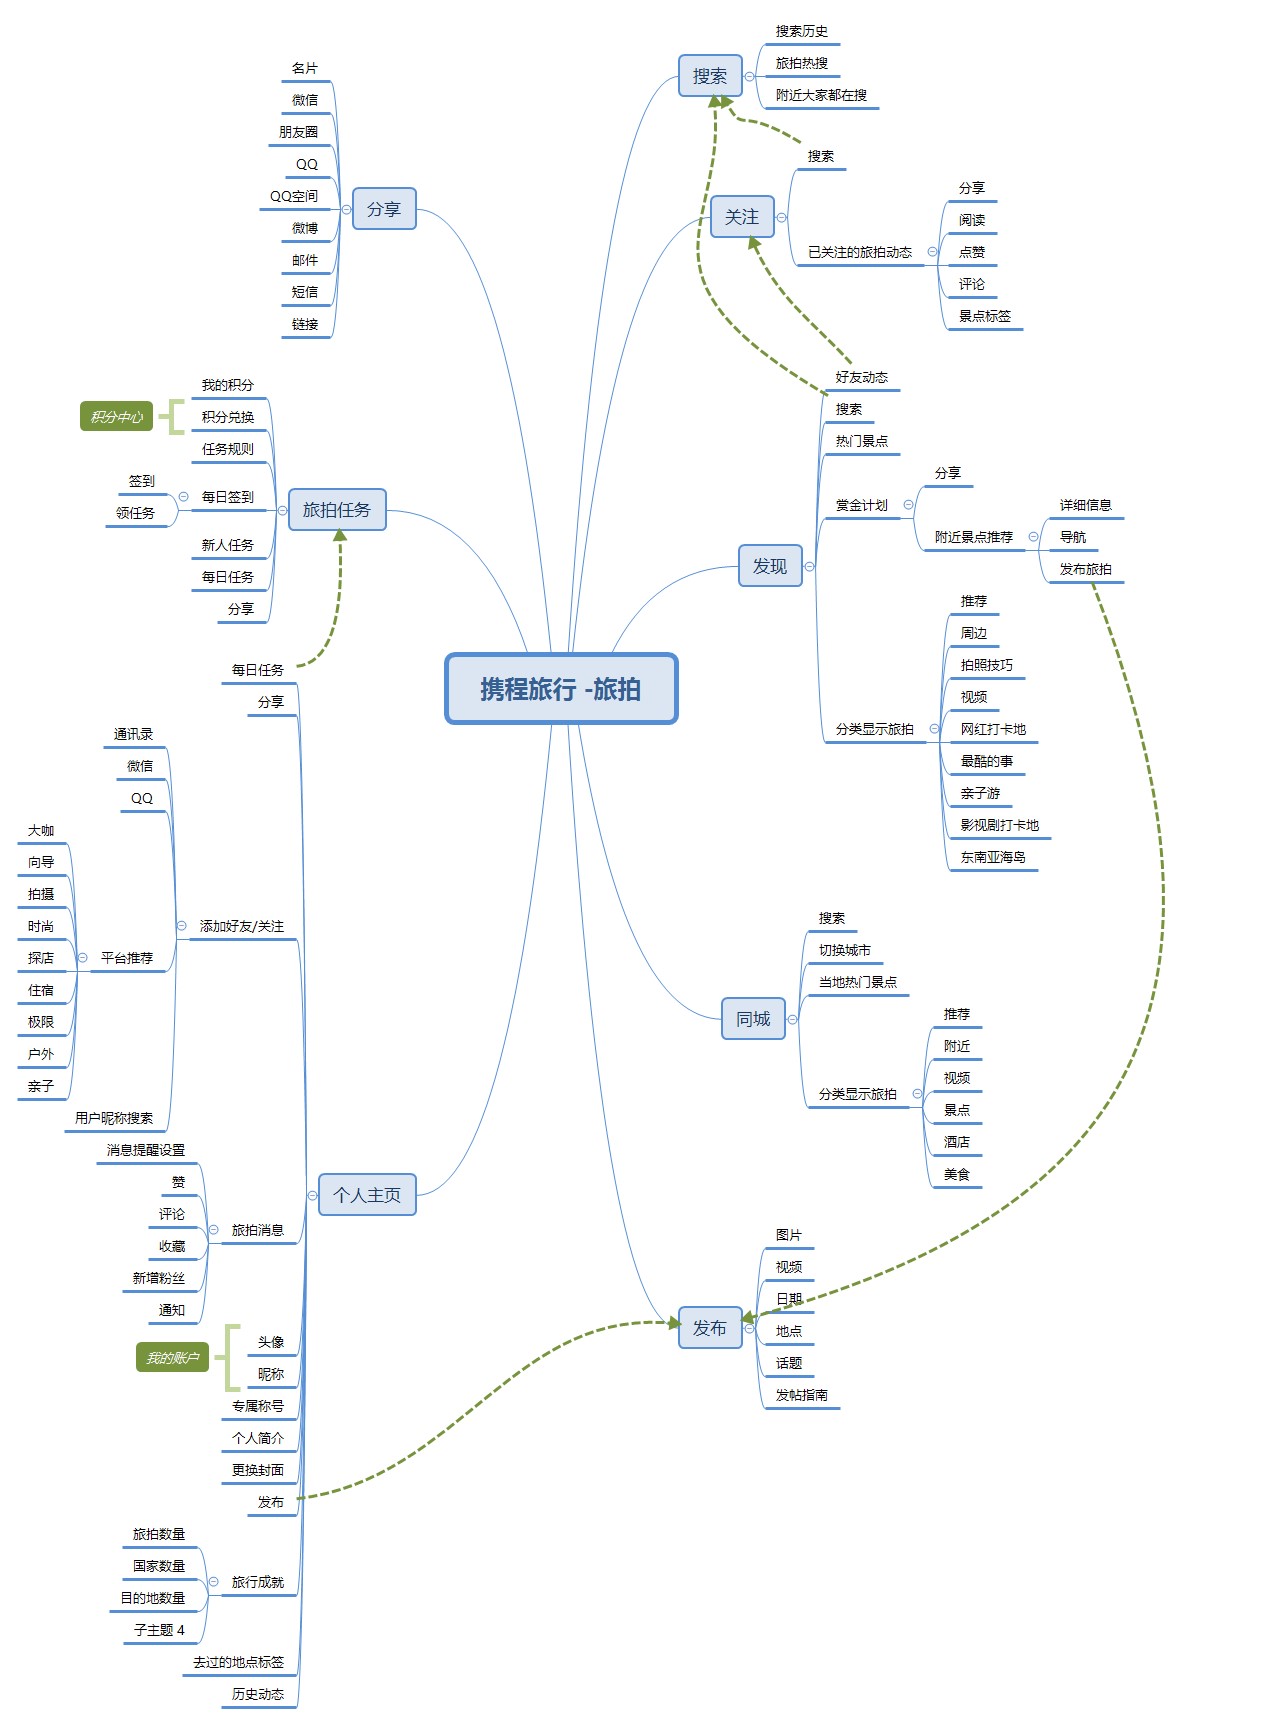 携程旅行 -旅拍
搜索
搜索历史
旅拍热搜
附近大家都在搜
关注
搜索
已关注的旅拍动态
分享
阅读
点赞
评论
景点标签
发现
好友动态
搜索
热门景点
赏金计划
分享
附近景点推荐
详细信息
导航
发布旅拍
分类显示旅拍
推荐
周边
拍照技巧
视频
网红打卡地
最酷的事
亲子游
影视剧打卡地
东南亚海岛
同城
搜索
切换城市
当地热门景点
分类显示旅拍
推荐
附近
视频
景点
酒店
美食
发布
图片
视频
日期
地点
话题
发帖指南
分享
名片
微信
朋友圈
QQ
QQ空间
微博
邮件
短信
链接
旅拍任务
积分中心
我的积分
积分兑换
任务规则
每日签到
签到
领任务
新人任务
每日任务
分享
个人主页
每日任务
分享
添加好友/关注
通讯录
微信
QQ
平台推荐
大咖
向导
拍摄
时尚
探店
住宿
极限
户外
亲子
用户昵称搜索
旅拍消息
消息提醒设置
赞
评论
收藏
新增粉丝
通知
我的账户
头像
昵称
专属称号
个人简介
更换封面
发布
旅行成就
旅拍数量
国家数量
目的地数量
子主题 4
去过的地点标签
历史动态